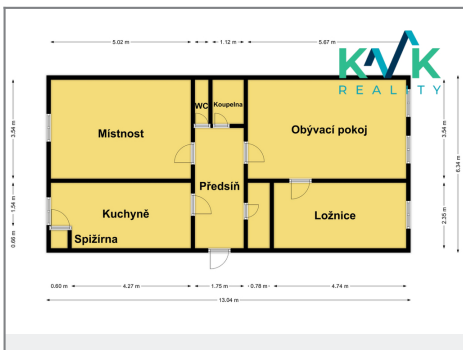 5.02 m
1.12 m
5.67 m
KMK
REALITY
WC
Koupelna
Místnost
Obývací pokoj
Předsíň
Kuchyně
Ložnice
Spižírna
3.54 m
1.54 m
0.66 m
3.54 m
2.35 m
6.34 m
0.60 m
4.27 m
1.75 m
0.78 m
4.74 m
13.04 m